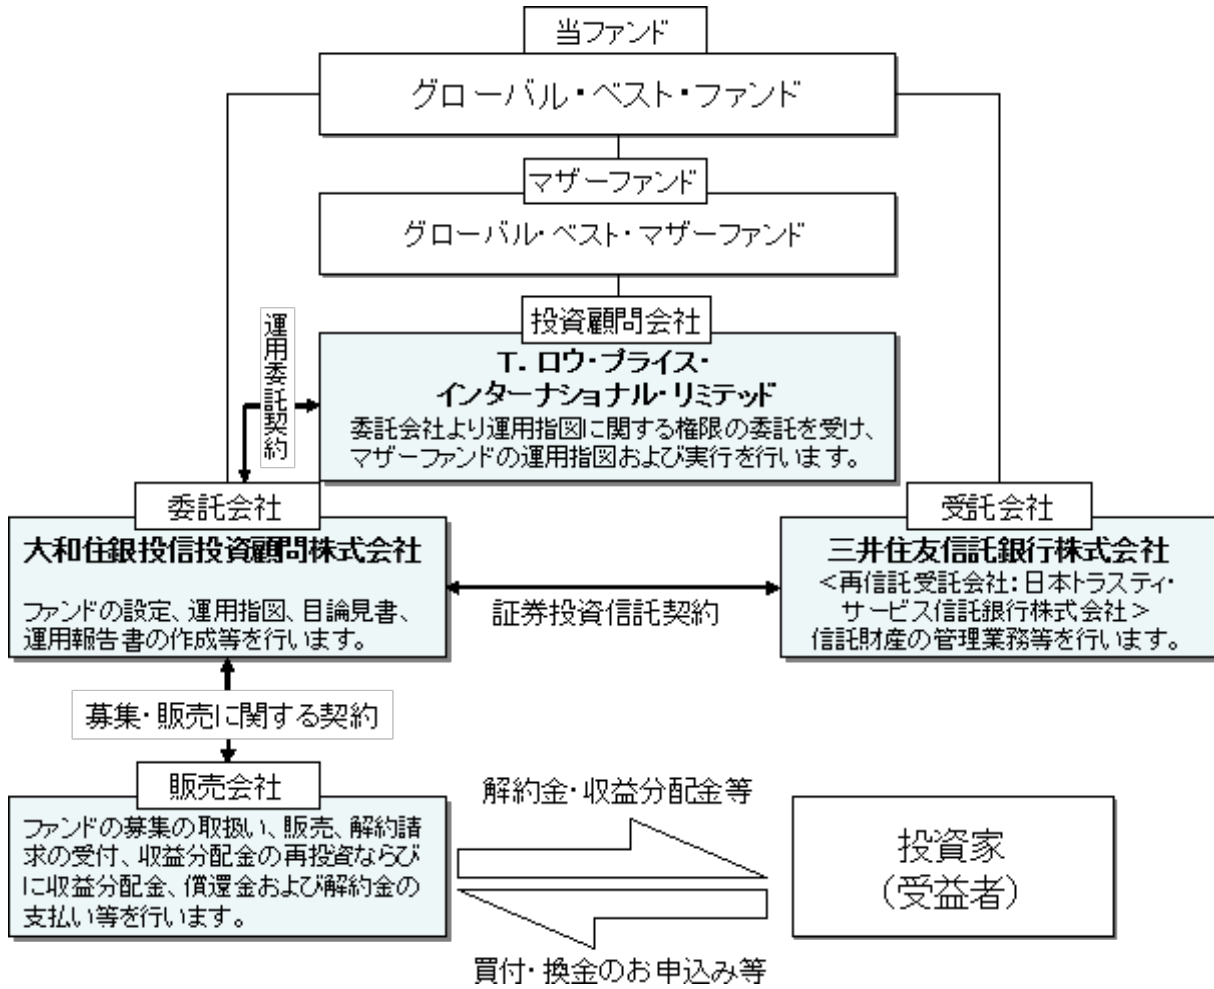 当ファンド
グローバル・ベスト・ファンド
マザーファンド
グローバル・ベスト・マザーファンド
投資顧問会社
T. ロウ・プライス・
インターナショナル・リミテッド
委託会社より運用指図に関する権限の委託を受け、
マザーファンドの運用指図および実行を行います。
運用委託契約
委託会社
大和住銀投信投資顧問株式会社
ファンドの設定、運用指図、目論見書、
運用報告書の作成等を行います。
証券投資信託契約
受託会社
三井住友信託銀行株式会社
<再信託受託会社：日本トラスティ・
サービス信託銀行株式会社>
信託財産の管理業務等を行います。
募集・販売に関する契約
販売会社
ファンドの募集の取扱い、販売、解約請
求の受付、収益分配金の再投資ならび
に収益分配金、償還金および解約金の
支払い等を行います。
解約金・収益分配金等
買付・換金のお申込み等
投資家
（受益者）